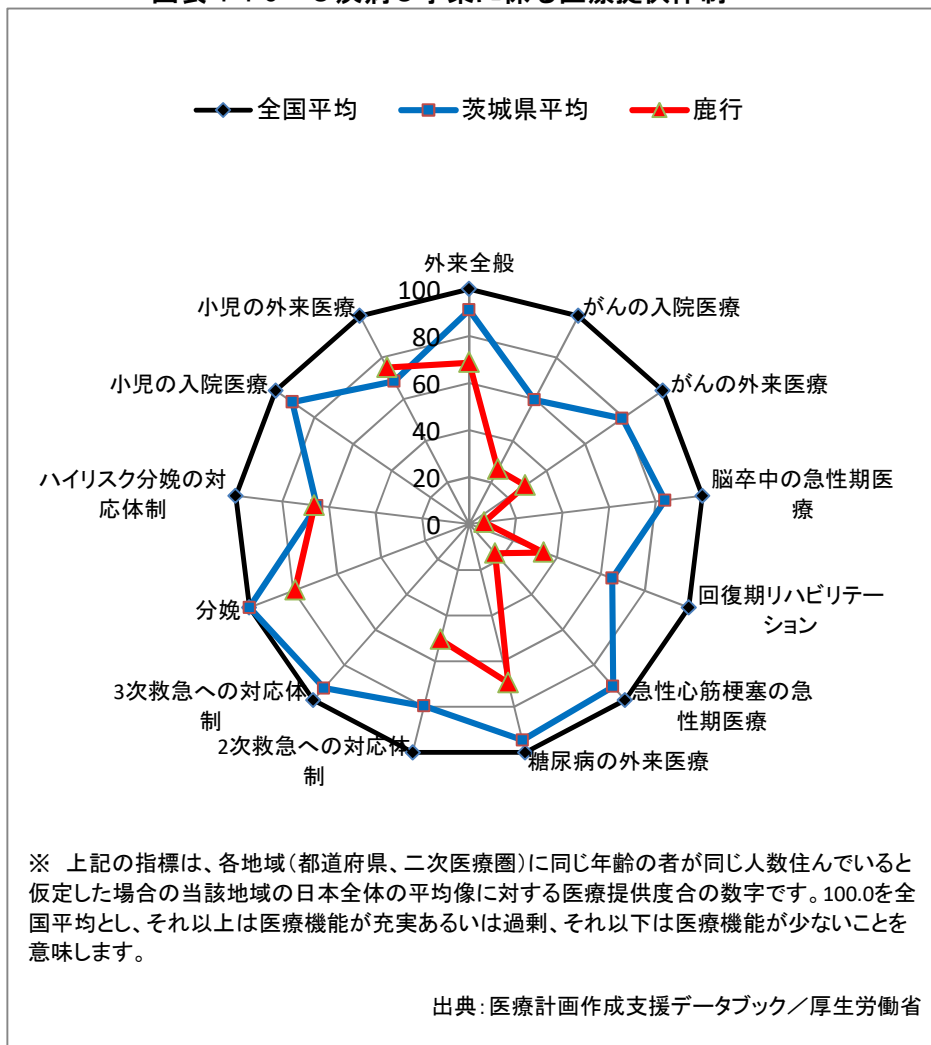 全国平均 茨城県平均 鹿行
外来全般
がんの入院医療
がんの外来医療
脳卒中の急性期医
療
回復期リハビリテー
ション
急性心筋梗塞の急
性期医療
糖尿病の外来医療
2次救急への対応体
制
3次救急への対応体
制
分娩
ハイリスク分娩の対
応体制
小児の入院医療
小児の外来医療
100
80
60
40
20
0
※ 上記の指標は、各地域(都道府県、二次医療圏)に同じ年齢の者が同じ人数住んでいると
仮定した場合の当該地域の日本全体の平均像に対する医療提供度合の数字です。100.0を全
国平均とし、それ以上は医療機能が充実あるいは過剰、それ以下は医療機能が少ないことを
意味します。
出典:医療計画作成支援データブック/厚生労働省